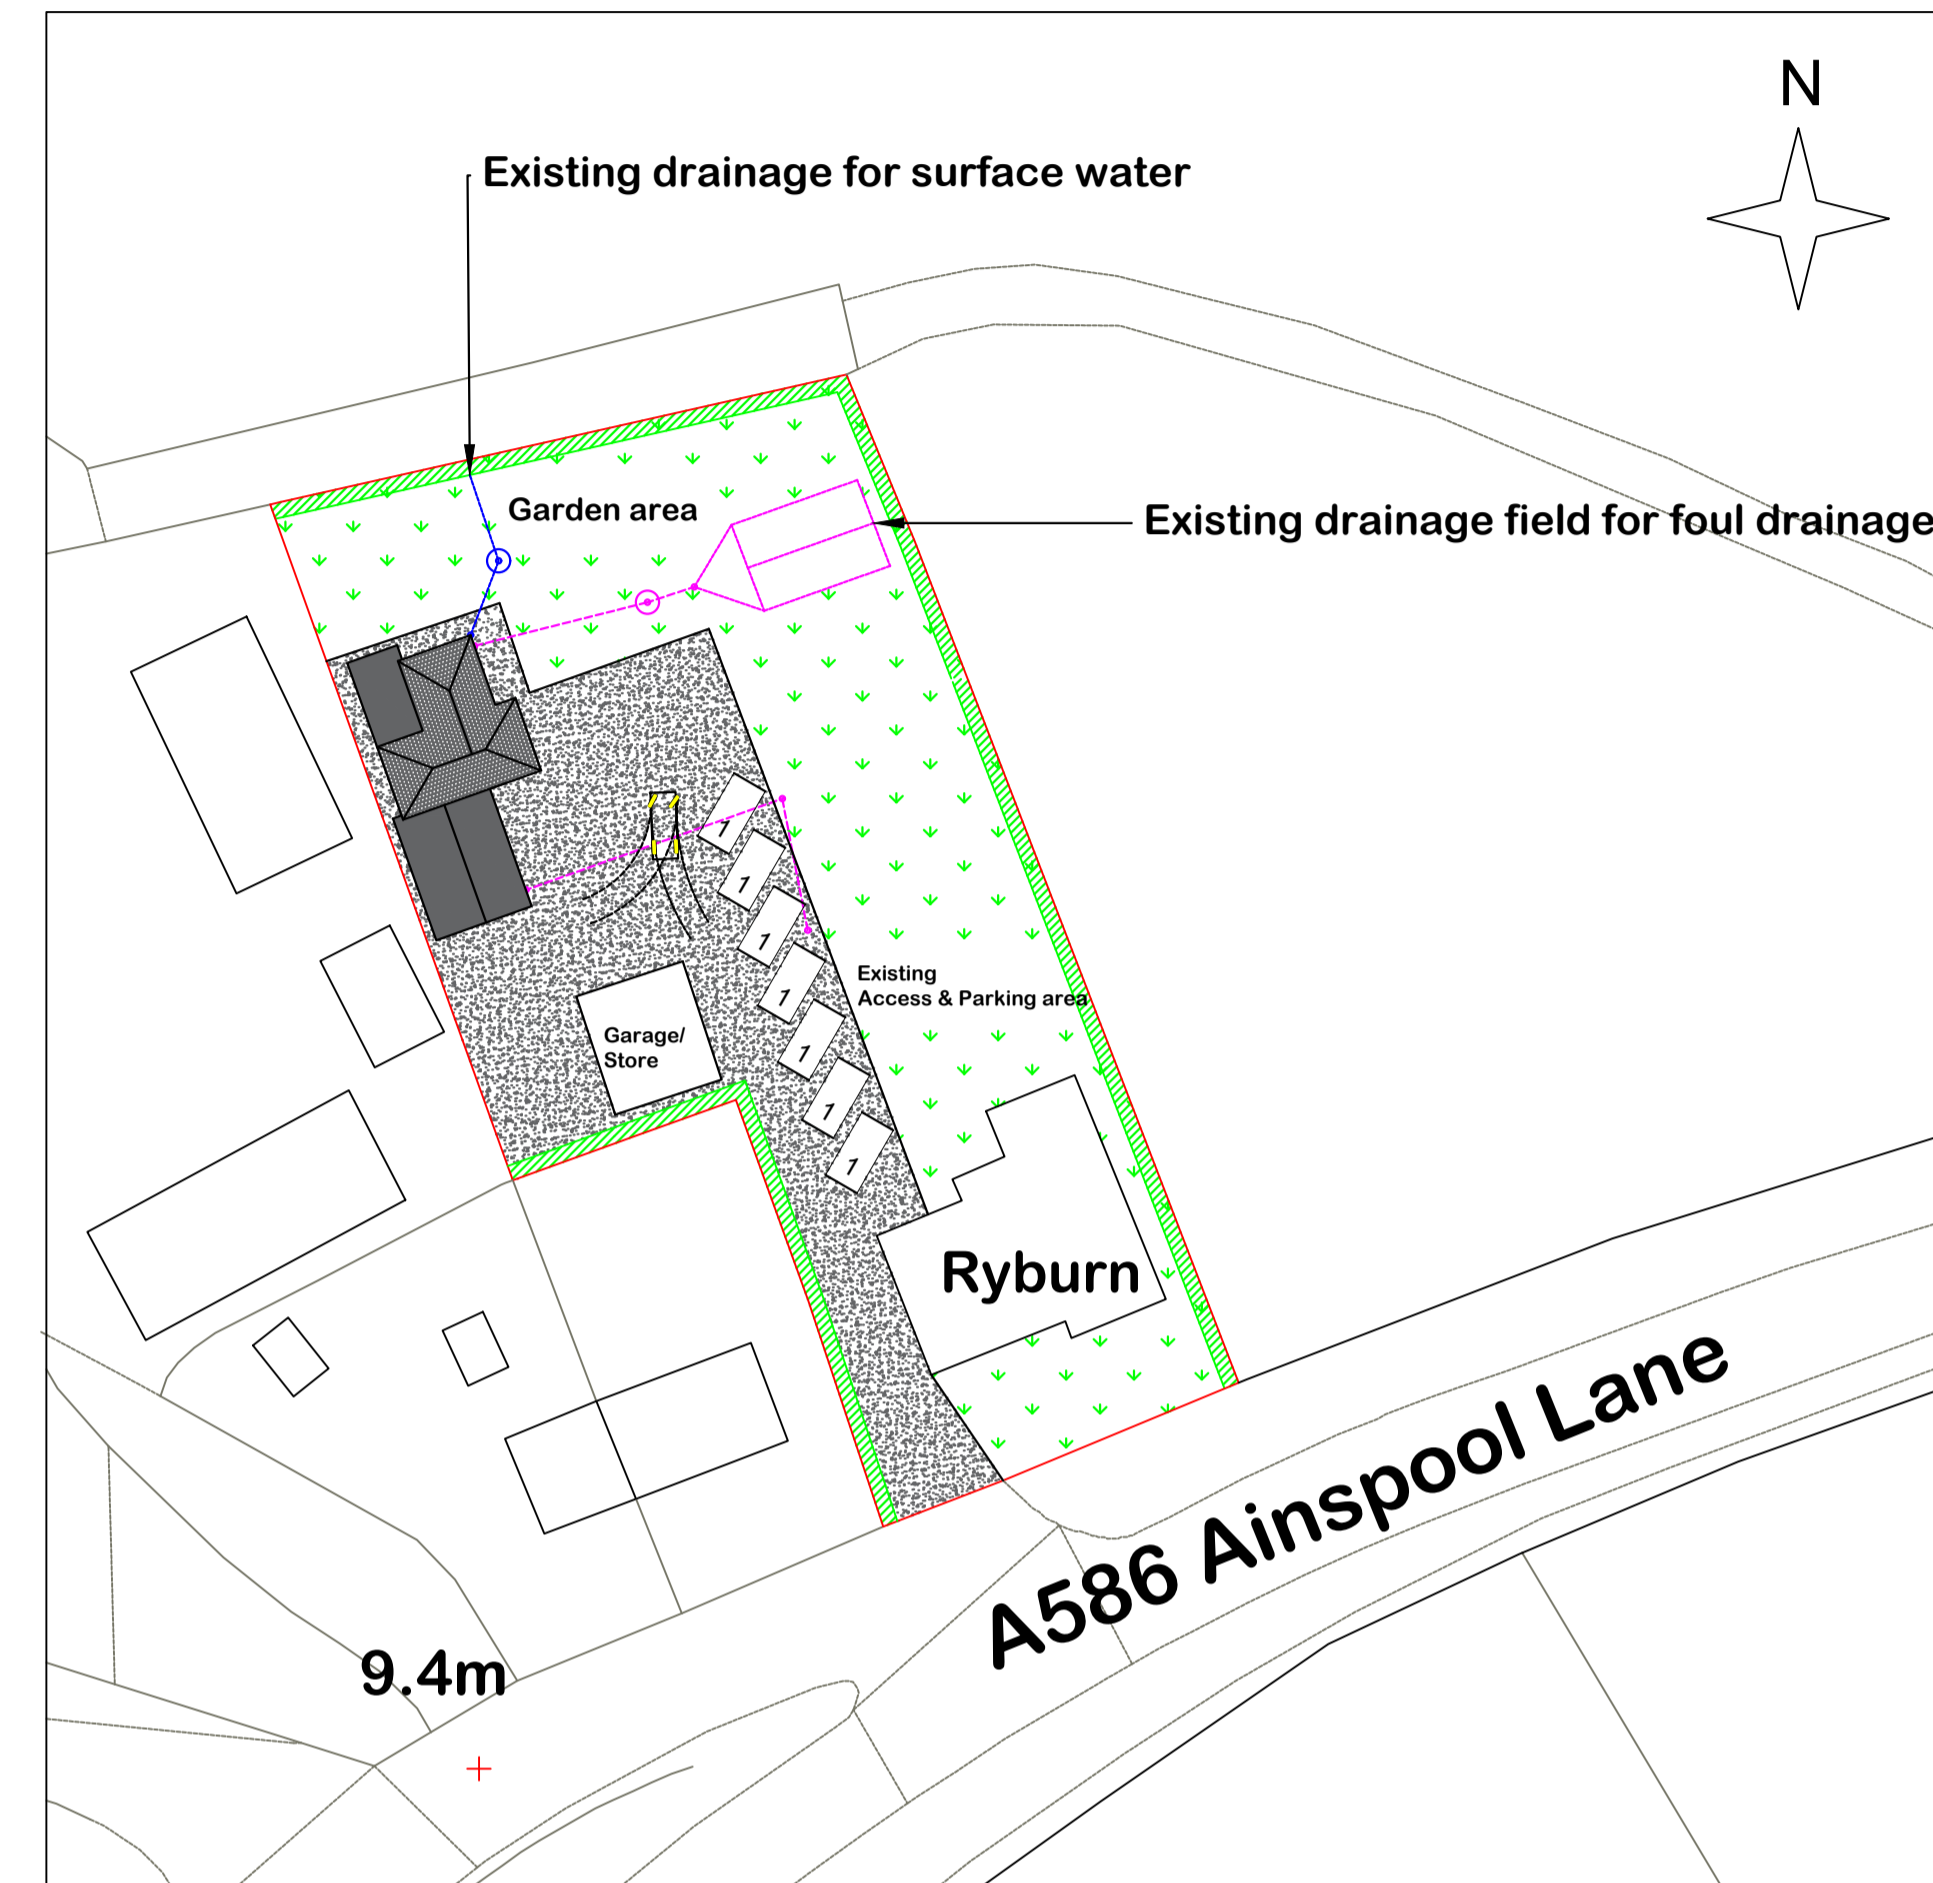 N
Existing drainage for surface water
Garden area
Existing drainage field for foul drainage
1
1
1
Existing
Access & Parking area
1
Garage/
Store
1
1
1
Ryburn
A586 Ainspool Lane
9.4m